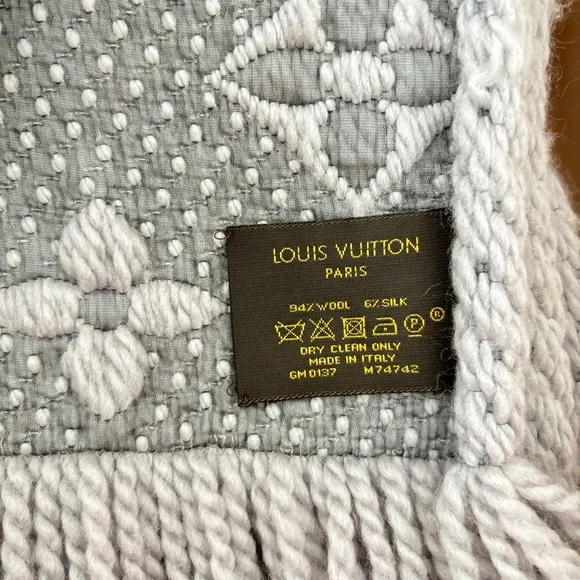 LOUIS VUITTON
PARIS
94% WOOL 6% SILK
P ®
DRY CLEAN ONLY
MADE IN ITALY
GM 0137 M74742